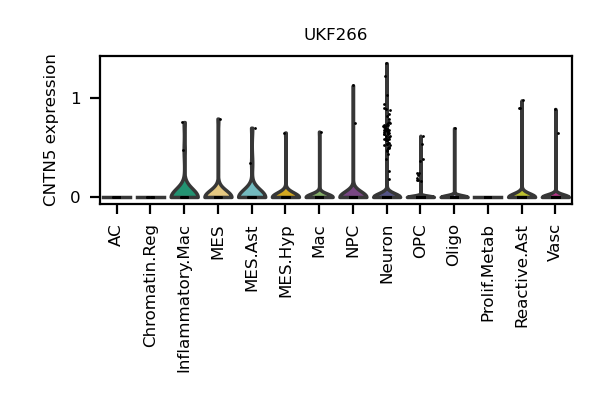 UKF266
CNTN5 expression
1
0
AC
Chromatin.Reg
Inflammatory.Mac
MES
MES.Ast
MES.Hyp
Mac
NPC
Neuron
OPC
Oligo
Prolif.Metab
Reactive.Ast
Vasc